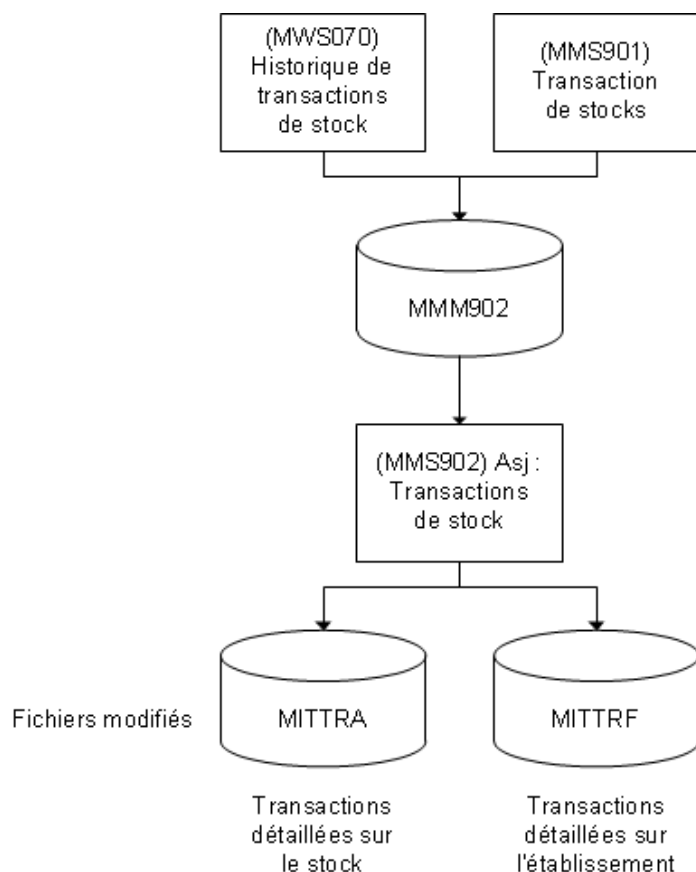 (MWS070)
Historique de
transactions
de stock
(MMS901)
Transaction
de stocks
MMM902
(MMS902) Asj :
Transactions
de stock
Fichiers modifiés
MITTRA
MITTRF
Transactions
détaillées sur
le stock
Transactions
détaillées sur
l'établissement